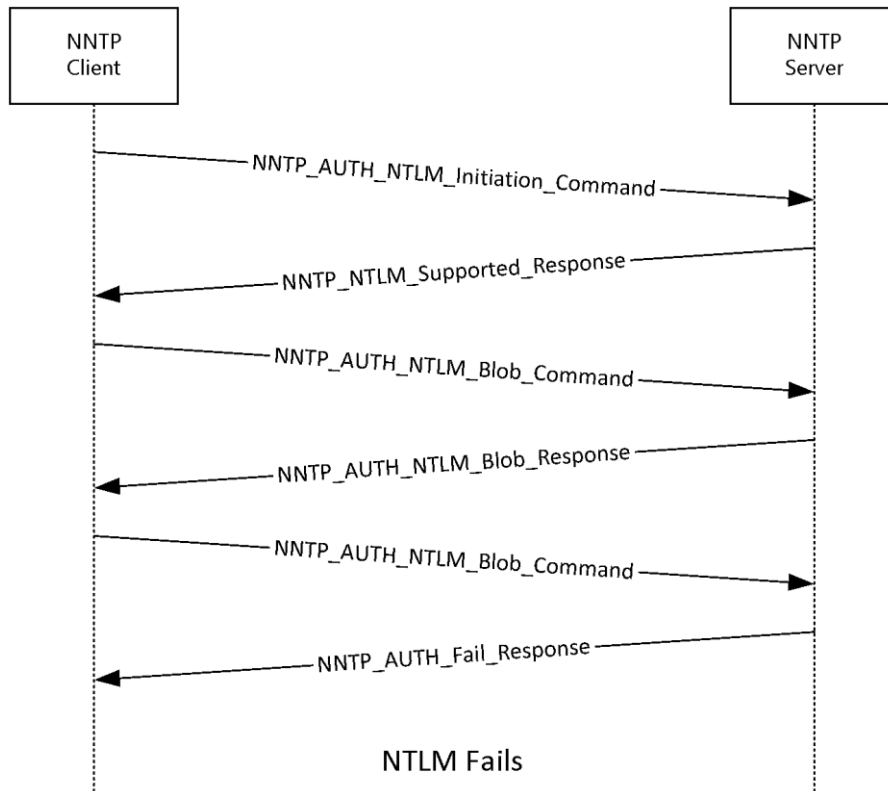 NNTP
Client
NNTP
Server
NNTP_AUTH_NTLM_Initiation_Command
NNTP_NTLM_Supported_Response
NNTP_AUTH_NTLM_Blob_Command
NNTP_AUTH_NTLM_Blob_Response
NNTP_AUTH_NTLM_Blob_Command
NNTP_AUTH_Fail_Response
NTLM Fails